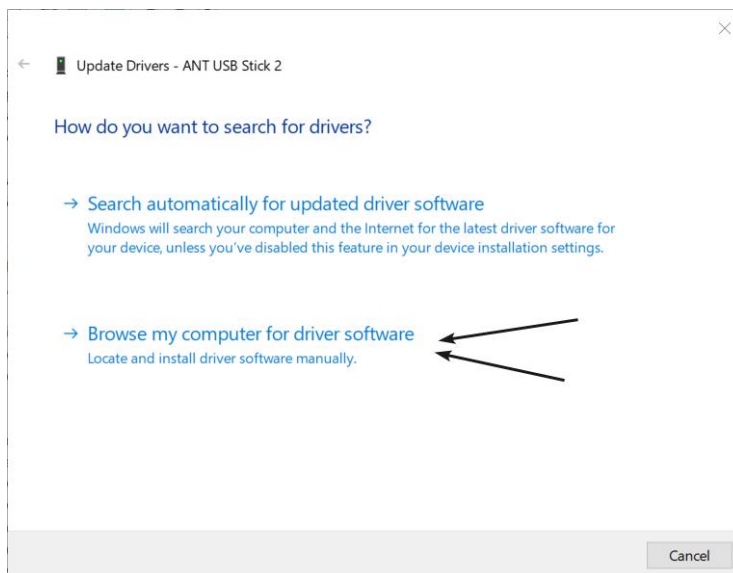 Update Drivers - ANT USB Stick 2
How do you want to search for drivers?
Search automatically for updated driver software
Windows will search your computer and the Internet for the latest driver software for
your device, unless you've disabled this feature in your device installation settings.
Browse my computer for driver software
Locate and install driver software manually.
Cancel